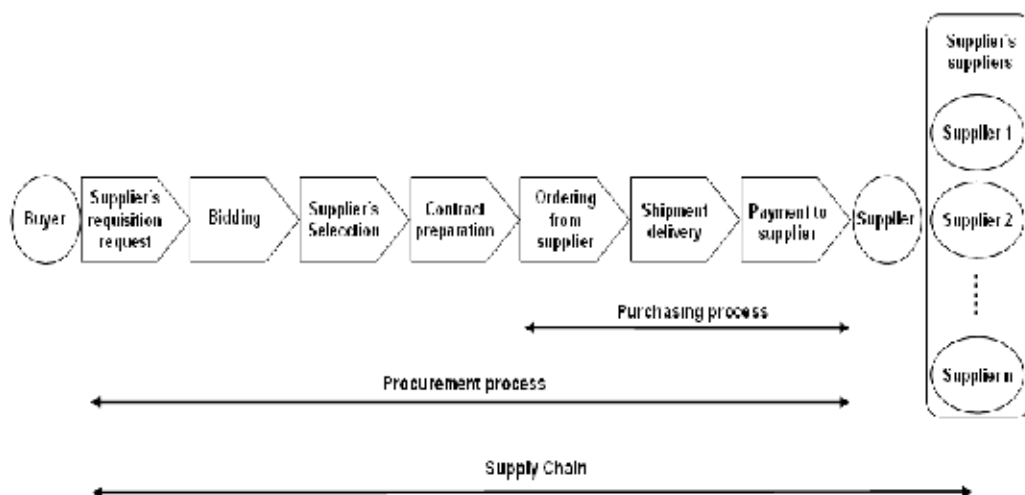 Supplier's
suppliers
Supplier 1
Buyer
Supplier's
requisition
request
Bidding
Supplier's
Selecction
Contract
preparation
Ordering
from
supplier
Shipment
delivery
Payment to
supplier
Supplier
Supplier 2
Purchasing process
Supplier n
Procurement process
Supply Chain